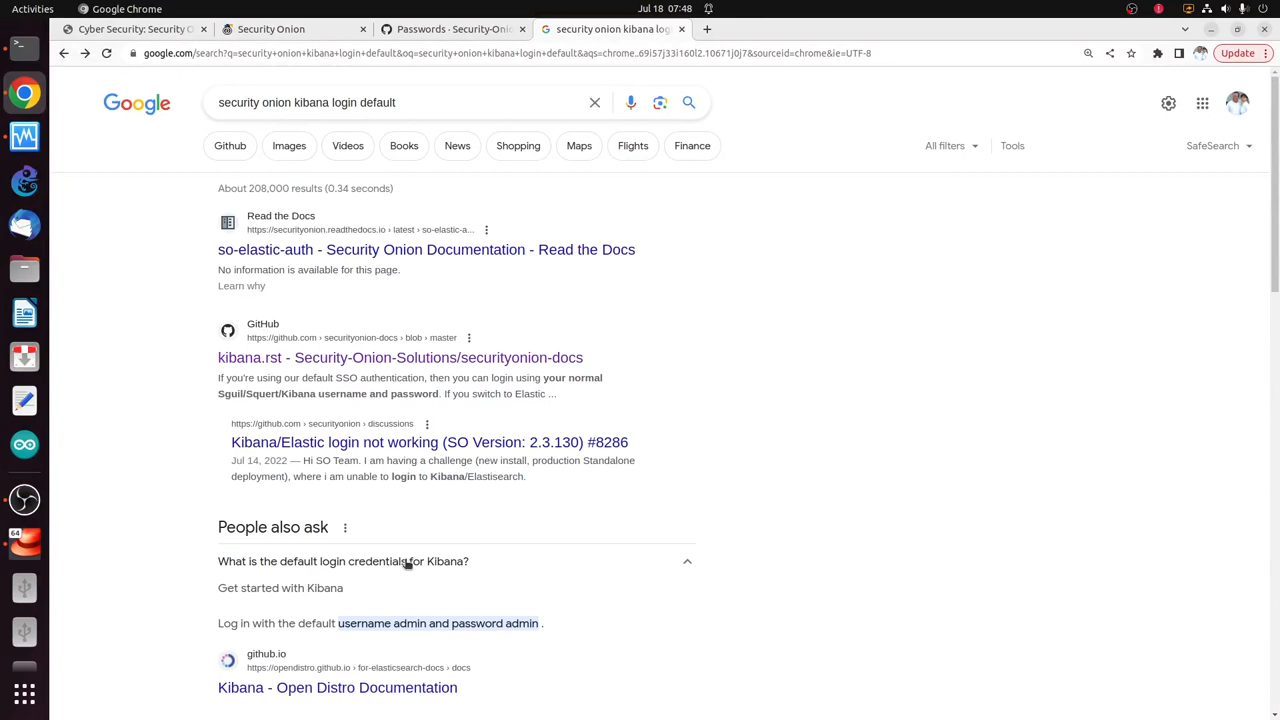 Activities
Google Chrome
Jul 18 07:48
Cyber Security: Security O
Security Onion
Passwords · Security-Onio
security onion kibana log
google.com/search?q=security+onion+kibana+login+default&oq=security+onion+kibana+login+default&aqs=chrome..69i57j33i160l2.10671j0j7&sourceid=chrome&ie=UTF-8
Update
Google
security onion kibana login default
Github
Images
Videos
Books
News
Shopping
Maps
Flights
Finance
All filters
Tools
SafeSearch
About 208,000 results (0.34 seconds)
Read the Docs
https://securityonion.readthedocs.io › latest › so-elastic-a...
so-elastic-auth - Security Onion Documentation - Read the Docs
No information is available for this page.
Learn why
GitHub
https://github.com › securityonion-docs › blob › master
kibana.rst - Security-Onion-Solutions/securityonion-docs
If you're using our default SSO authentication, then you can login using your normal
Sguil/Squert/Kibana username and password. If you switch to Elastic ...
https://github.com › securityonion › discussions
Kibana/Elastic login not working (SO Version: 2.3.130) #8286
Jul 14, 2022 — Hi SO Team. I am having a challenge (new install, production Standalone
deployment), where i am unable to login to Kibana/Elastisearch.
People also ask
What is the default login credentials for Kibana?
Get started with Kibana
Log in with the default username admin and password admin .
64
github.io
https://opendistro.github.io › for-elasticsearch-docs › docs
Kibana - Open Distro Documentation